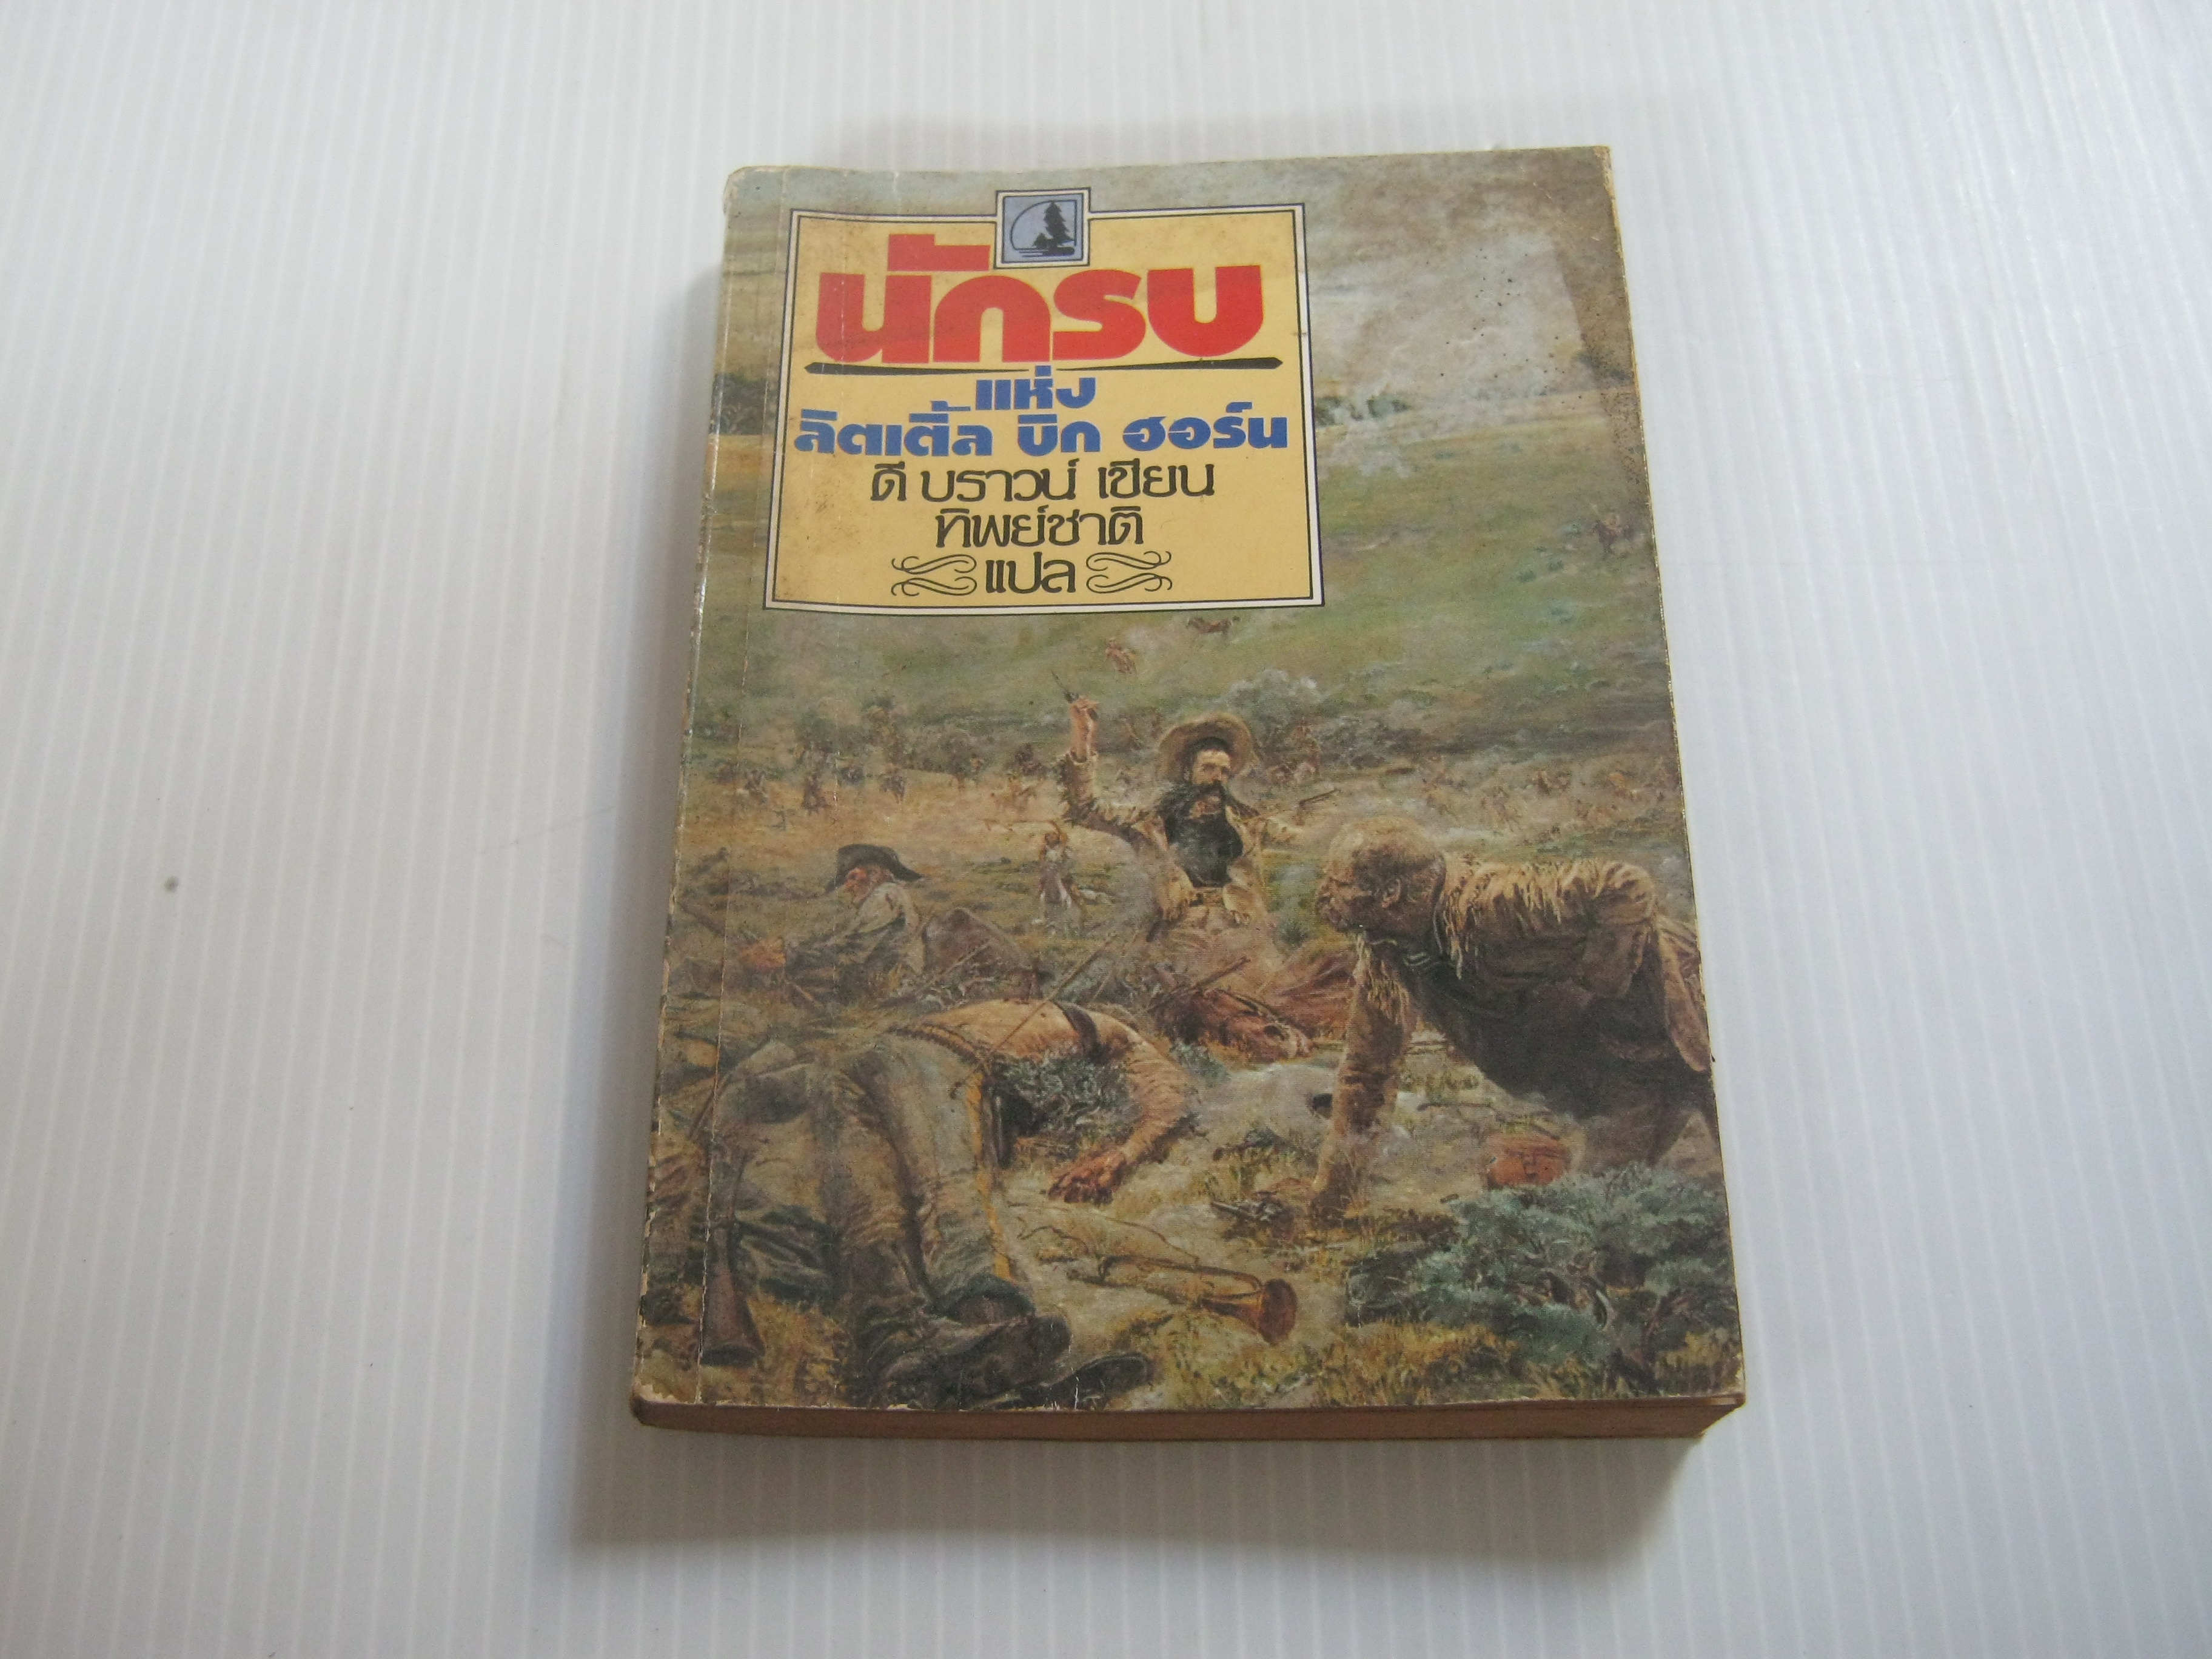 นักรบ
แห่ง
ลิตเติ้ล บิก ฮอร์น
ดี บราวน์ เขียน
ทิพย์ชาติ
แปล